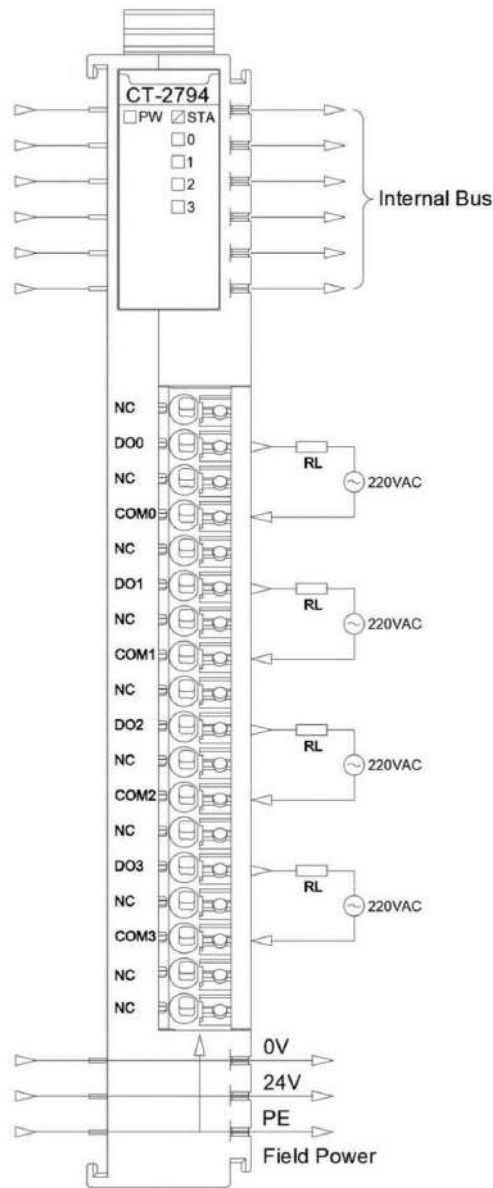 CT-2794
PW STA
0
1
2
3
Internal Bus
NC
DO0
RL
220VAC
NC
COM0
NC
DO1
RL
220VAC
NC
COM1
NC
DO2
RL
220VAC
NC
COM2
NC
DO3
RL
220VAC
NC
COM3
NC
NC
0V
24V
PE
Field Power